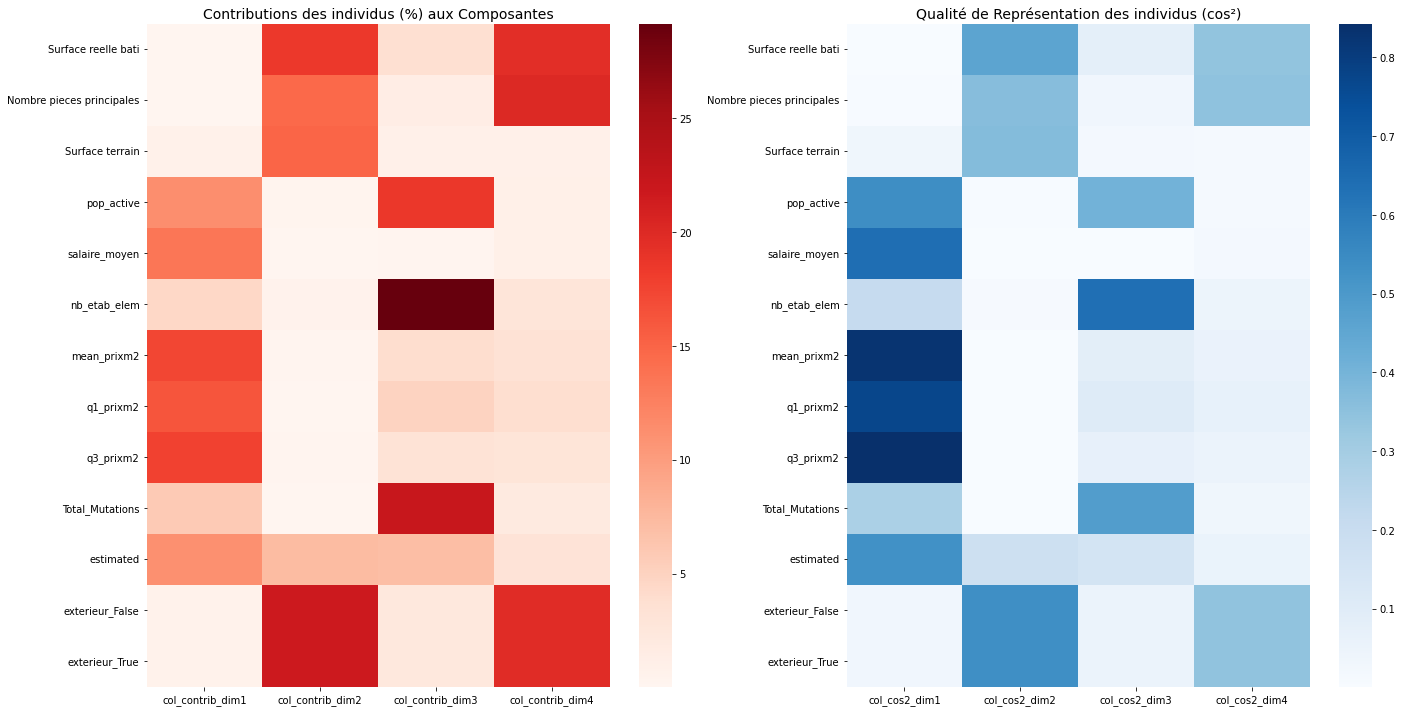 Contributions des individus (%) aux Composantes
Surface reelle bati
Nombre pieces principales
Surface terrain
pop_active
salaire_moyen
nb_etab_elem
mean_prixm2
q1_prixm2
q3_prixm2
Total_Mutations
estimated
exterieur_False
exterieur_True
col_contrib_dim1
col_contrib_dim2
col_contrib_dim3
col_contrib_dim4
25
20
15
10
5
Qualité de Représentation des individus (cos²)
Surface reelle bati
Nombre pieces principales
Surface terrain
pop_active
salaire_moyen
nb_etab_elem
mean_prixm2
q1_prixm2
q3_prixm2
Total_Mutations
estimated
exterieur_False
exterieur_True
col_cos2_dim1
col_cos2_dim2
col_cos2_dim3
col_cos2_dim4
0.8
0.7
0.6
0.5
0.4
0.3
0.2
0.1